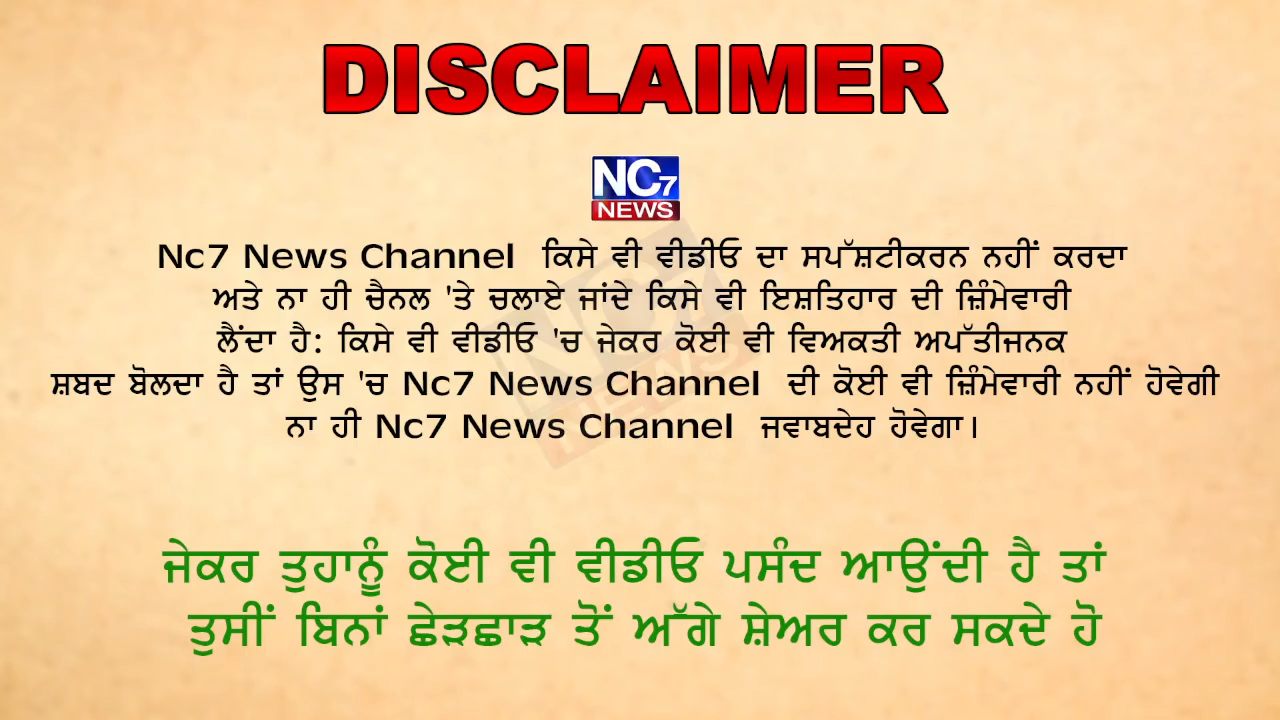 DISCLAIMER
NC7
NEWS
Nc7 News Channel ਕਿਸੇ ਵੀ ਵੀਡੀਓ ਦਾ ਸਪੱਸ਼ਟੀਕਰਨ ਨਹੀਂ ਕਰਦਾ
ਅਤੇ ਨਾ ਹੀ ਚੈਨਲ 'ਤੇ ਚਲਾਏ ਜਾਂਦੇ ਕਿਸੇ ਵੀ ਇਸ਼ਤਿਹਾਰ ਦੀ ਜ਼ਿੰਮੇਵਾਰੀ
ਲੈਂਦਾ ਹੈ: ਕਿਸੇ ਵੀ ਵੀਡੀਓ 'ਚ ਜੇਕਰ ਕੋਈ ਵੀ ਵਿਅਕਤੀ ਅਪੱਤੀਜਨਕ
ਸ਼ਬਦ ਬੋਲਦਾ ਹੈ ਤਾਂ ਉਸ 'ਚ Nc7 News Channel ਦੀ ਕੋਈ ਵੀ ਜ਼ਿੰਮੇਵਾਰੀ ਨਹੀਂ ਹੋਵੇਗੀ
ਨਾ ਹੀ Nc7 News Channel ਜਵਾਬਦੇਹ ਹੋਵੇਗਾ।
ਜੇਕਰ ਤੁਹਾਨੂੰ ਕੋਈ ਵੀ ਵੀਡੀਓ ਪਸੰਦ ਆਉਂਦੀ ਹੈ ਤਾਂ
ਤੁਸੀਂ ਬਿਨਾਂ ਛੇੜਛਾੜ ਤੋਂ ਅੱਗੇ ਸ਼ੇਅਰ ਕਰ ਸਕਦੇ ਹੋ